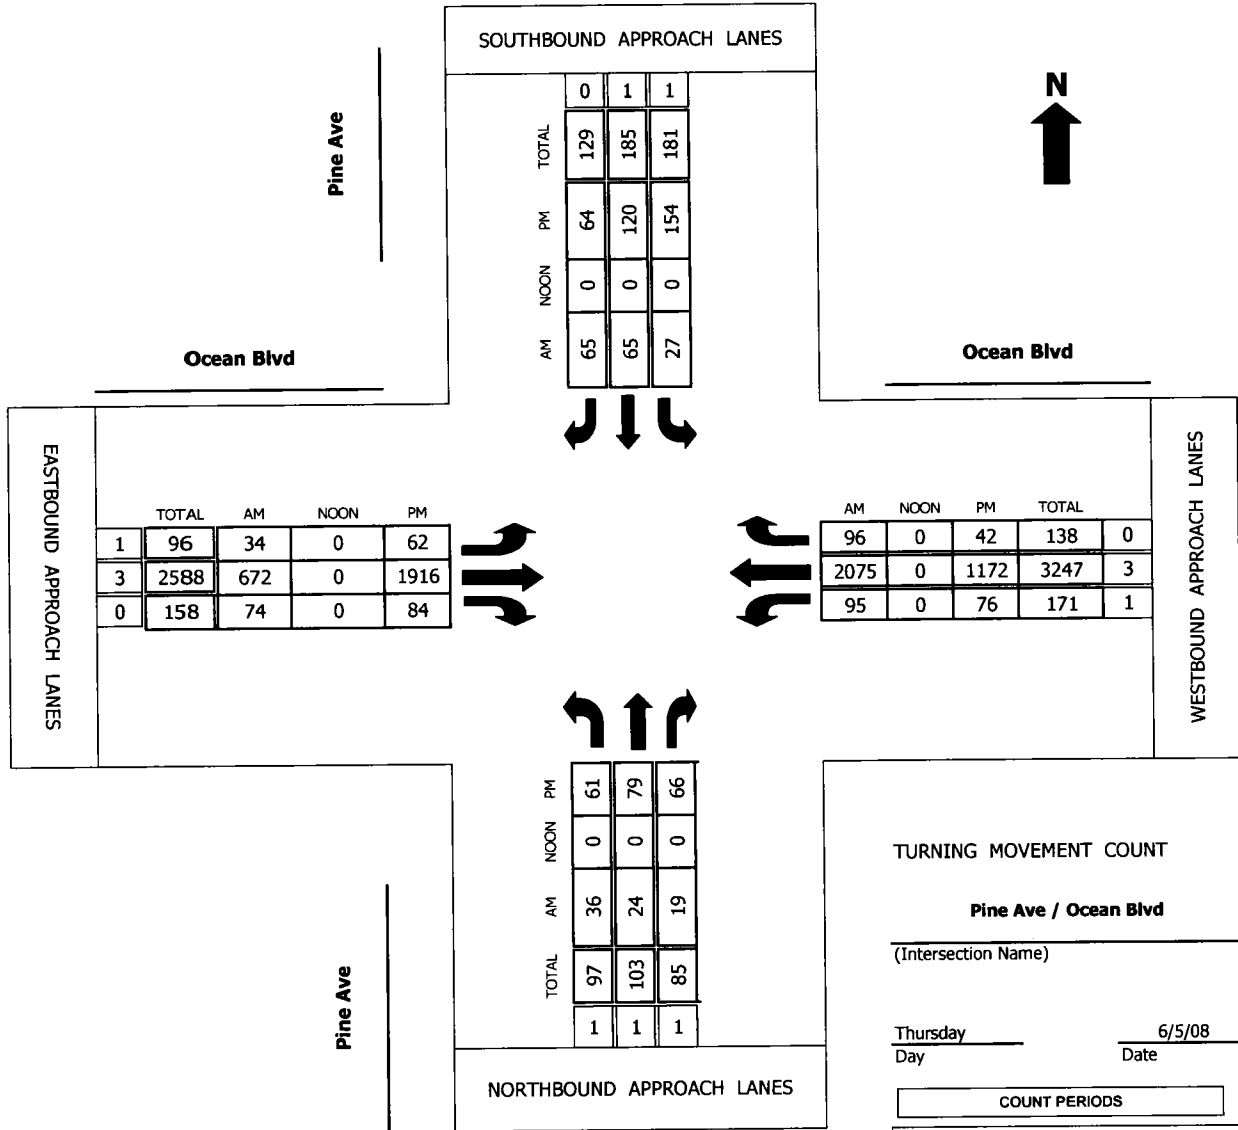 SOUTHBOUND APPROACH LANES
0 1 1
TOTAL 129 185 181
PM 64 120 154
NOON 0 0 0
AM 65 65 27
Pine Ave
N
Ocean Blvd
Ocean Blvd
EASTBOUND APPROACH LANES
TOTAL AM NOON PM
1 96 34 0 62
3 2588 672 0 1916
0 158 74 0 84
AM NOON PM TOTAL
96 0 42 138 0
2075 0 1172 3247 3
95 0 76 171 1
WESTBOUND APPROACH LANES
PM 61 79 66
NOON 0 0 0
AM 36 24 19
TOTAL 97 103 85
1 1 1
Pine Ave
NORTHBOUND APPROACH LANES
TURNING MOVEMENT COUNT
Pine Ave / Ocean Blvd
(Intersection Name)
Thursday 6/5/08
Day Date
COUNT PERIODS